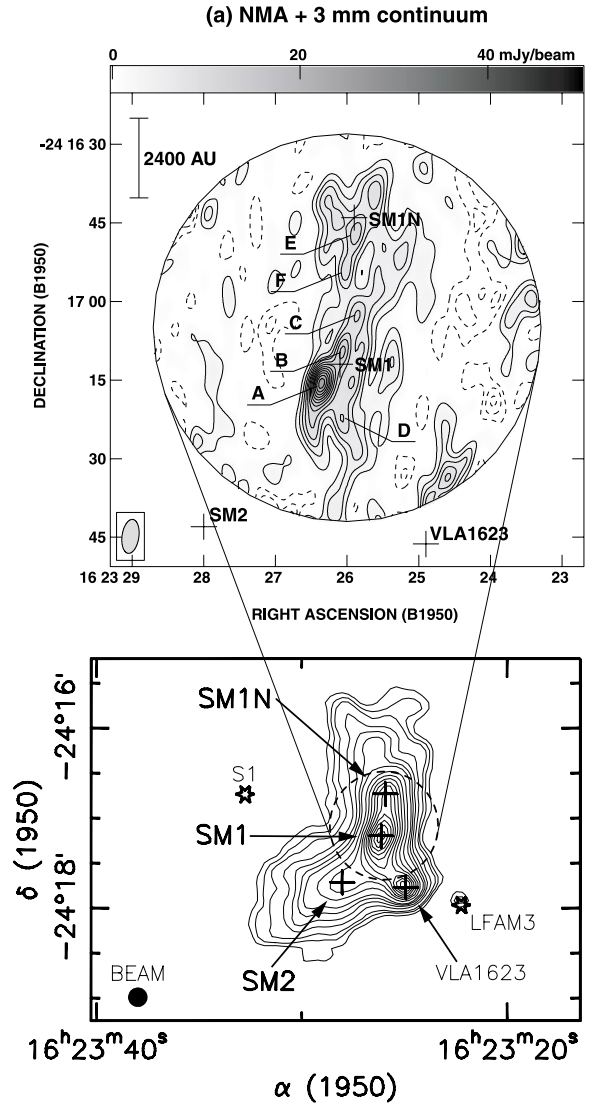 (a) NMA + 3 mm continuum
0 20 40 mJy/beam
-24 16 30
2400 AU
45
SM1N
E
F
17 00
C
B
SM1
15
A
D
30
SM2
VLA1623
45
16 23 29 28 27 26 25 24 23
DECLINATION (B1950)
RIGHT ASCENSION (B1950)
SM1N
-24°16'
S1
SM1
δ (1950)
-24°18'
LFAM3
BEAM
SM2
VLA1623
16h23m40s 16h23m20s
α (1950)